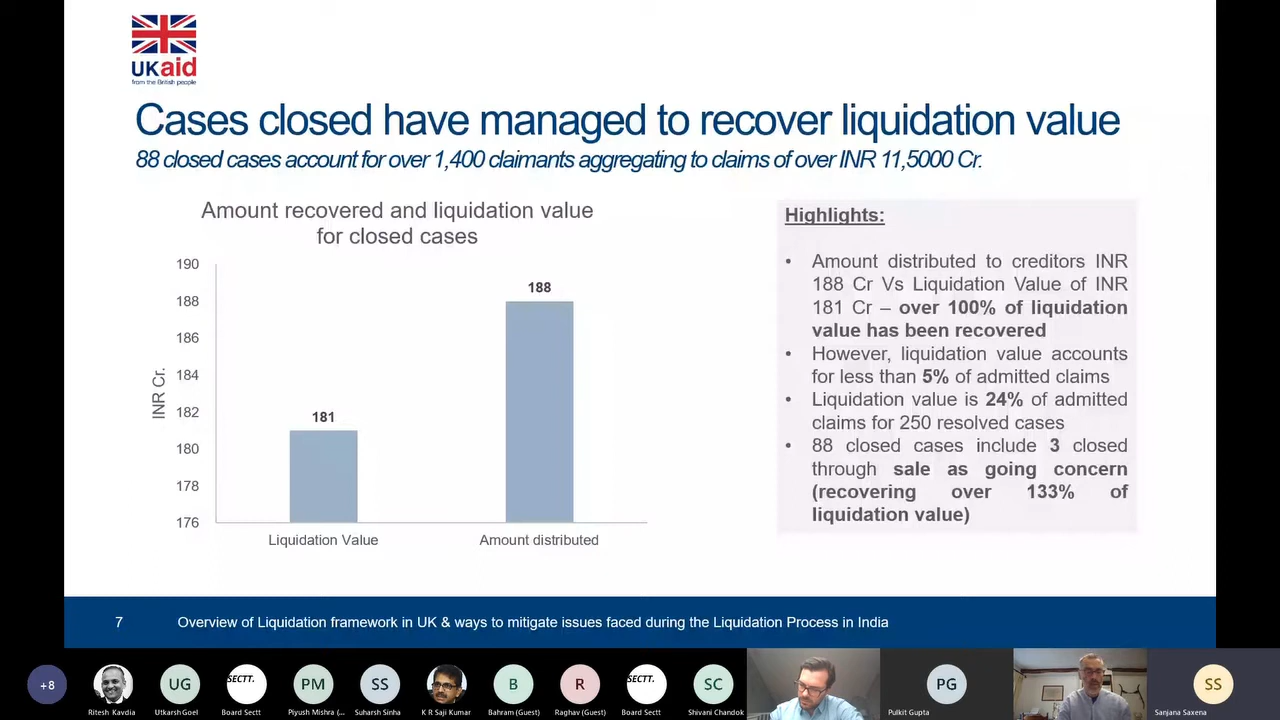 UKaid
from the British people
Cases closed have managed to recover liquidation value
88 closed cases account for over 1,400 claimants aggregating to claims of over INR 11,5000 Cr.
Amount recovered and liquidation value
for closed cases
INR Cr.
190
188
186
184
182
180
178
176
181
188
Liquidation Value
Amount distributed
Highlights:
• Amount distributed to creditors INR
188 Cr Vs Liquidation Value of INR
181 Cr – over 100% of liquidation
value has been recovered
• However, liquidation value accounts
for less than 5% of admitted claims
• Liquidation value is 24% of admitted
claims for 250 resolved cases
• 88 closed cases include 3 closed
through sale as going concern
(recovering over 133% of
liquidation value)
7
Overview of Liquidation framework in UK & ways to mitigate issues faced during the Liquidation Process in India
+8
Ritesh Kavdia
UG
Utkarsh Goel
SECTT.
Board Sectt
PM
Piyush Mishra (...
SS
Suharsh Sinha
K R Saji Kumar
B
Bahram (Guest)
R
Raghav (Guest)
SECTT.
Board Sectt
SC
Shivani Chandok
PG
Pulkit Gupta
SS
Sanjana Saxena